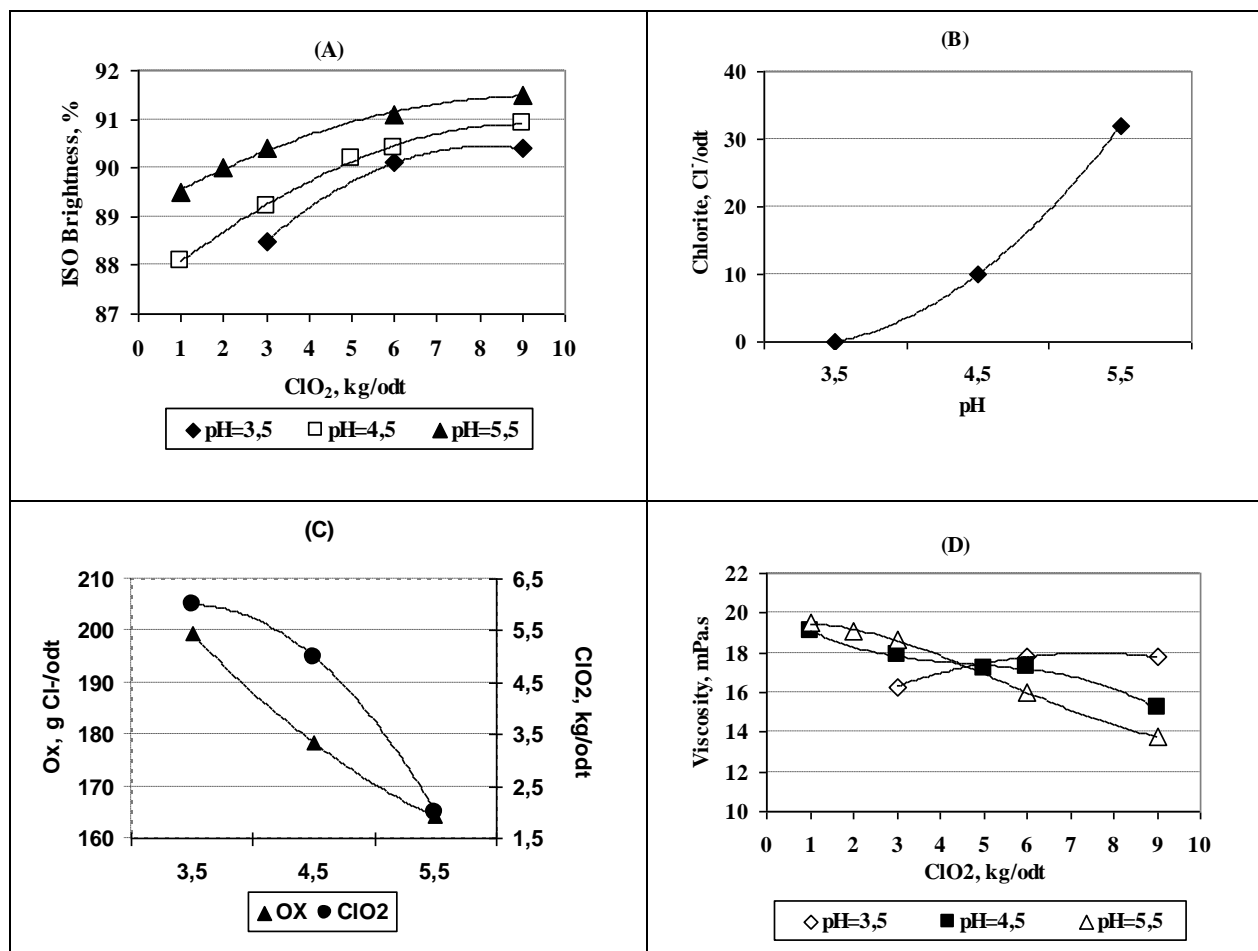 (A)
92
91
90
89
88
87
ISO Brightness, %
0 1 2 3 4 5 6 7 8 9 10
ClO₂, kg/odt
pH=3,5 pH=4,5 pH=5,5
(B)
40
30
20
10
0
Chlorite, Cl⁻/odt
3,5 4,5 5,5
pH
(C)
210
200
190
180
170
160
Ox, g Cl-/odt
6,5
5,5
4,5
3,5
2,5
1,5
ClO2, kg/odt
3,5 4,5 5,5
OX ClO2
(D)
22
20
18
16
14
12
10
Viscosity, mPa.s
0 1 2 3 4 5 6 7 8 9 10
ClO2, kg/odt
pH=3,5 pH=4,5 pH=5,5